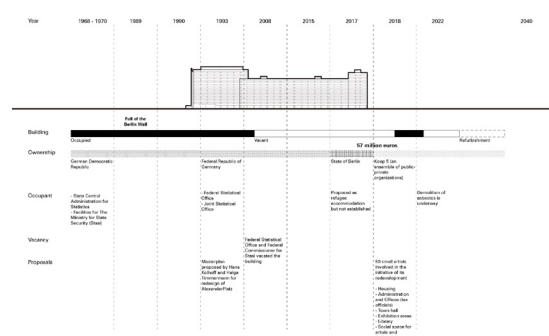 Year 1968 - 1970 1989 1990 1993 2008 2015 2017 2018 2022 2040
Fall of the
Berlin Wall
Building
Occupied Vacant Refurbishment
57 million euros
Ownership
German Democratic
Republic
Federal Republic of
Germany
State of Berlin
Koop 5 (an
ensemble of public-
private
organizations)
Occupant
- State Central
Administration for
Statistics
- Facilities for The
Ministry for State
Security (Stasi)
- Federal Statistical
Office
- Joint Statistical
Office
Proposed as
refugee
accommodation
but not established
Demolition of
asbestos is
underway
Vacancy
Federal Statistical
Office and Federal
Commissioner for
Stasi vacated the
building
Proposals
Masterplan
proposed by Hans
Kollhoff and Helga
Timmermann for
redesign of
AlexanderPlatz
small artists
involved in the
initiative of its
redevelopment
- Housing
- Administration
and Offices (tax
officials)
- Town hall
- Exhibition areas
- Library
- Social space for
artists and